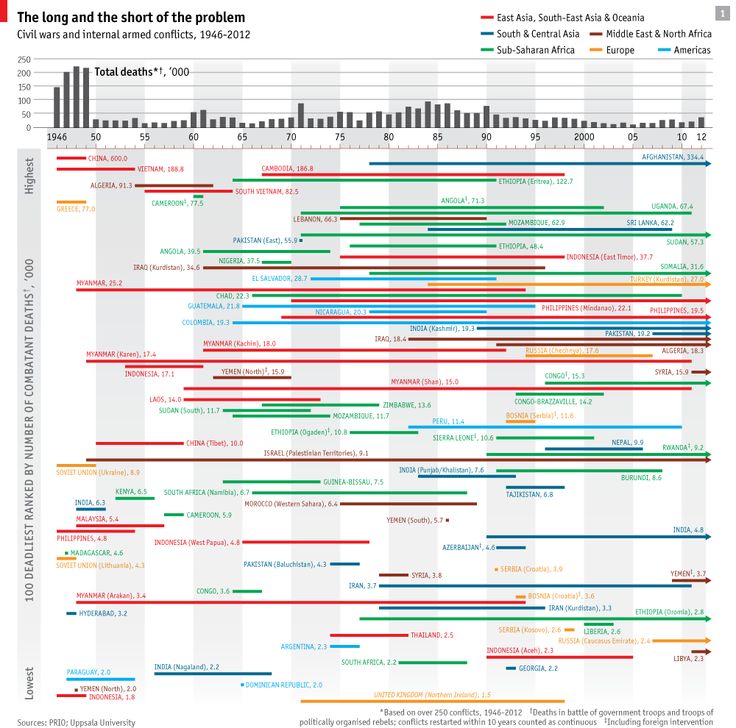 The long and the short of the problem
Civil wars and internal armed conflicts, 1946-2012
1
East Asia, South-East Asia & Oceania
South & Central Asia
Middle East & North Africa
Sub-Saharan Africa
Europe
Americas
Total deaths*†, ’000
250
200
150
100
50
0
1946 50 55 60 65 70 75 80 85 90 95 2000 05 10 12
100 DEADLIEST RANKED BY NUMBER OF COMBATANT DEATHS†, ’000
Highest
Lowest
CHINA, 600.0
AFGHANISTAN, 334.4
VIETNAM, 188.8
CAMBODIA, 186.8
ETHIOPIA (Eritrea), 122.7
ALGERIA, 91.3
SOUTH VIETNAM, 82.5
CAMEROON‡, 77.5
GREECE, 77.0
ANGOLA‡, 71.3
UGANDA, 67.4
LEBANON, 66.3
MOZAMBIQUE, 62.9
SRI LANKA, 62.2
SUDAN, 57.3
PAKISTAN (East), 55.9
ETHIOPIA, 48.4
ANGOLA, 39.5
INDONESIA (East Timor), 37.7
NIGERIA, 37.5
IRAQ (Kurdistan), 34.6
SOMALIA, 31.6
EL SALVADOR, 28.7
TURKEY (Kurdistan), 27.0
MYANMAR, 25.2
CHAD, 22.3
PHILIPPINES (Mindanao), 22.1
GUATEMALA, 21.8
NICARAGUA, 20.3
PHILIPPINES, 19.5
COLOMBIA, 19.3
INDIA (Kashmir), 19.3
PAKISTAN, 19.2
IRAQ, 18.4
ALGERIA, 18.3
MYANMAR (Kachin), 18.0
RUSSIA (Chechnya), 17.6
MYANMAR (Karen), 17.4
INDONESIA, 17.1
YEMEN (North)‡, 15.9
SYRIA, 15.9
CONGO‡, 15.3
MYANMAR (Shan), 15.0
CONGO-BRAZZAVILLE, 14.2
LAOS, 14.0
ZIMBABWE, 13.6
SUDAN (South), 11.7
MOZAMBIQUE, 11.7
BOSNIA (Serbia)‡, 11.6
PERU, 11.4
ETHIOPIA (Ogaden)‡, 10.8
SIERRA LEONE‡, 10.6
CHINA (Tibet), 10.0
NEPAL, 9.9
RWANDA‡, 9.2
ISRAEL (Palestinian Territories), 9.1
SOVIET UNION (Ukraine), 8.9
BURUNDI, 8.6
INDIA (Punjab/Khalistan), 7.6
GUINEA-BISSAU, 7.5
TAJIKISTAN, 6.8
SOUTH AFRICA (Namibia), 6.7
KENYA, 6.5
MOROCCO (Western Sahara), 6.4
INDIA, 6.3
CAMEROON, 5.9
YEMEN (South), 5.7
MALAYSIA, 5.4
PHILIPPINES, 4.8
INDONESIA (West Papua), 4.8
INDIA, 4.8
MADAGASCAR, 4.6
AZERBAIJAN‡, 4.6
SOVIET UNION (Lithuania), 4.3
PAKISTAN (Baluchistan), 4.3
SERBIA (Croatia), 3.9
SYRIA, 3.8
IRAN, 3.7
YEMEN‡, 3.7
CONGO, 3.6
BOSNIA (Croatia)‡, 3.6
MYANMAR (Arakan), 3.4
IRAN (Kurdistan), 3.3
HYDERABAD, 3.2
ETHIOPIA (Oromia), 2.8
LIBERIA, 2.6
SERBIA (Kosovo), 2.6
THAILAND, 2.5
RUSSIA (Caucasus Emirate), 2.4
ARGENTINA, 2.3
INDONESIA (Aceh), 2.3
LIBYA, 2.3
SOUTH AFRICA, 2.2
GEORGIA, 2.2
INDIA (Nagaland), 2.2
PARAGUAY, 2.0
YEMEN (North), 2.0
DOMINICAN REPUBLIC, 2.0
INDONESIA, 1.8
UNITED KINGDOM (Northern Ireland), 1.5
Sources: PRIO; Uppsala University
*Based on over 250 conflicts, 1946-2012 †Deaths in battle of government troops and troops of
politically organised rebels; conflicts restarted within 10 years counted as continuous ‡Including foreign intervention